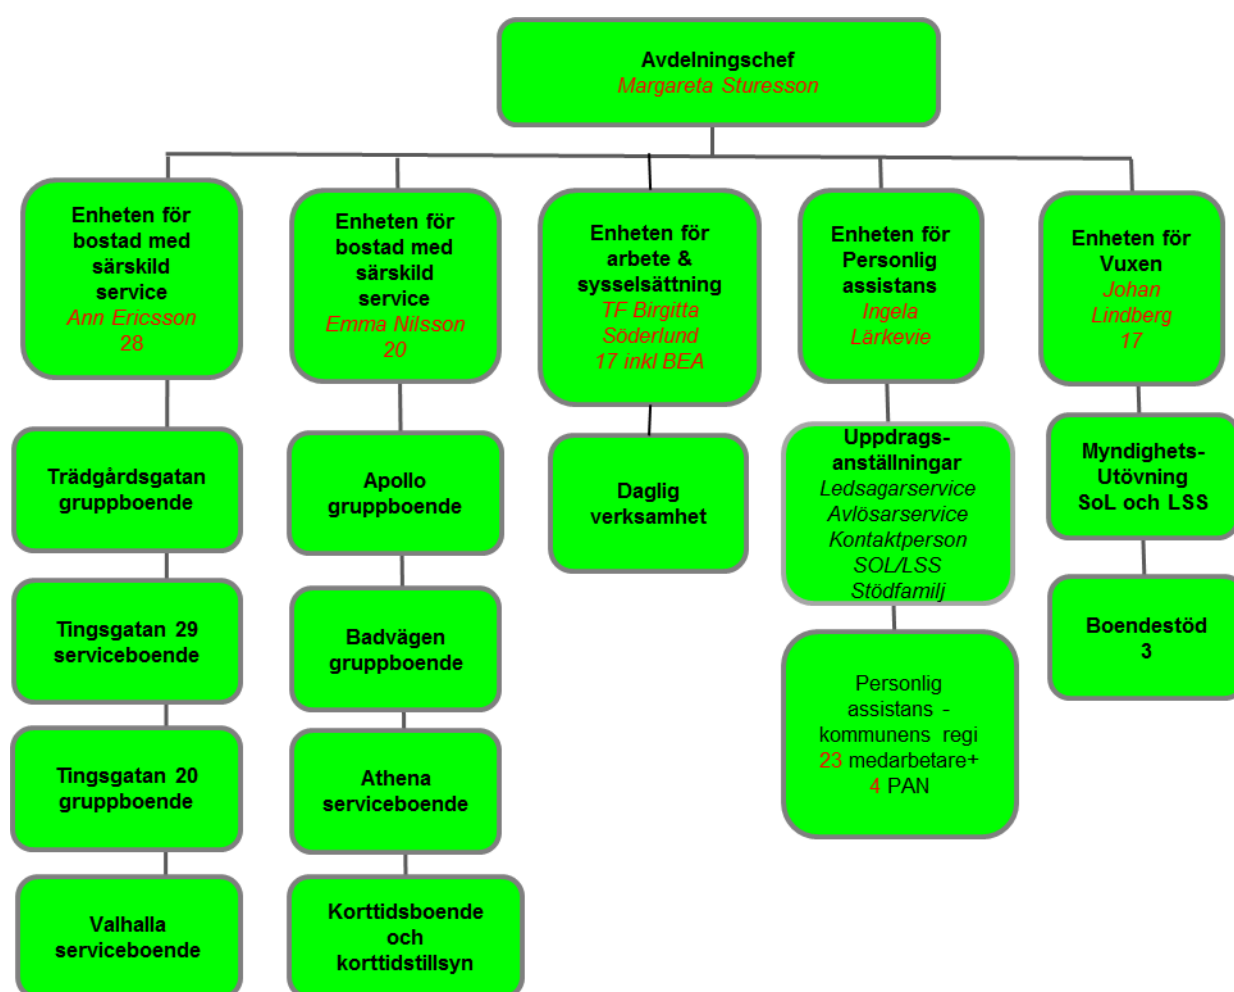 Avdelningschef
Margareta Sturesson
Enheten för
bostad med
särskild
service
Ann Ericsson
28
Trädgårdsgatan
gruppboende
Tingsgatan 29
serviceboende
Tingsgatan 20
gruppboende
Valhalla
serviceboende
Enheten för
bostad med
särskild
service
Emma Nilsson
20
Apollo
gruppboende
Badvägen
gruppboende
Athena
serviceboende
Korttidsboende
och
korttidstillsyn
Enheten för
arbete &
sysselsättning
TF Birgitta
Söderlund
17 inkl BEA
Daglig
verksamhet
Enheten för
Personlig
assistans
Ingela
Lärkevie
Uppdrags-
anställningar
Ledsagarservice
Avlösarservice
Kontaktperson
SOL/LSS
Stödfamilj
Personlig
assistans -
kommunens regi
23 medarbetare+
4 PAN
Enheten för
Vuxen
Johan
Lindberg
17
Myndighets-
Utövning
SoL och LSS
Boendestöd
3